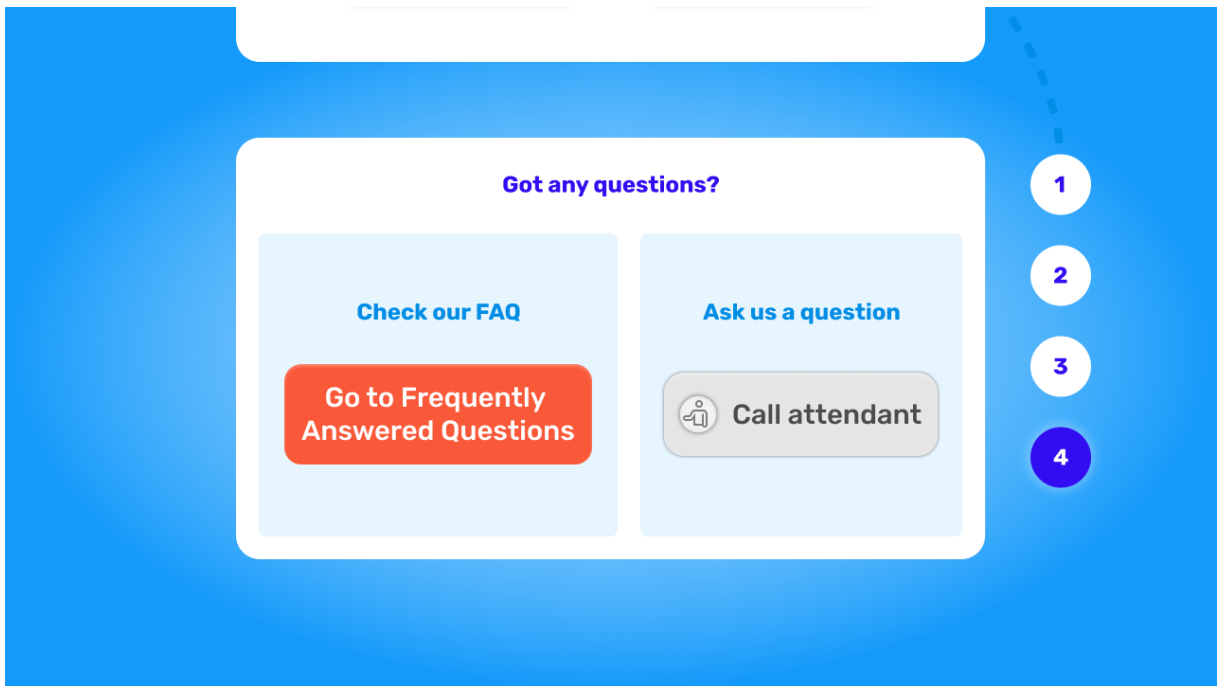 Got any questions?
Check our FAQ
Go to Frequently
Answered Questions
Ask us a question
Call attendant
1
2
3
4